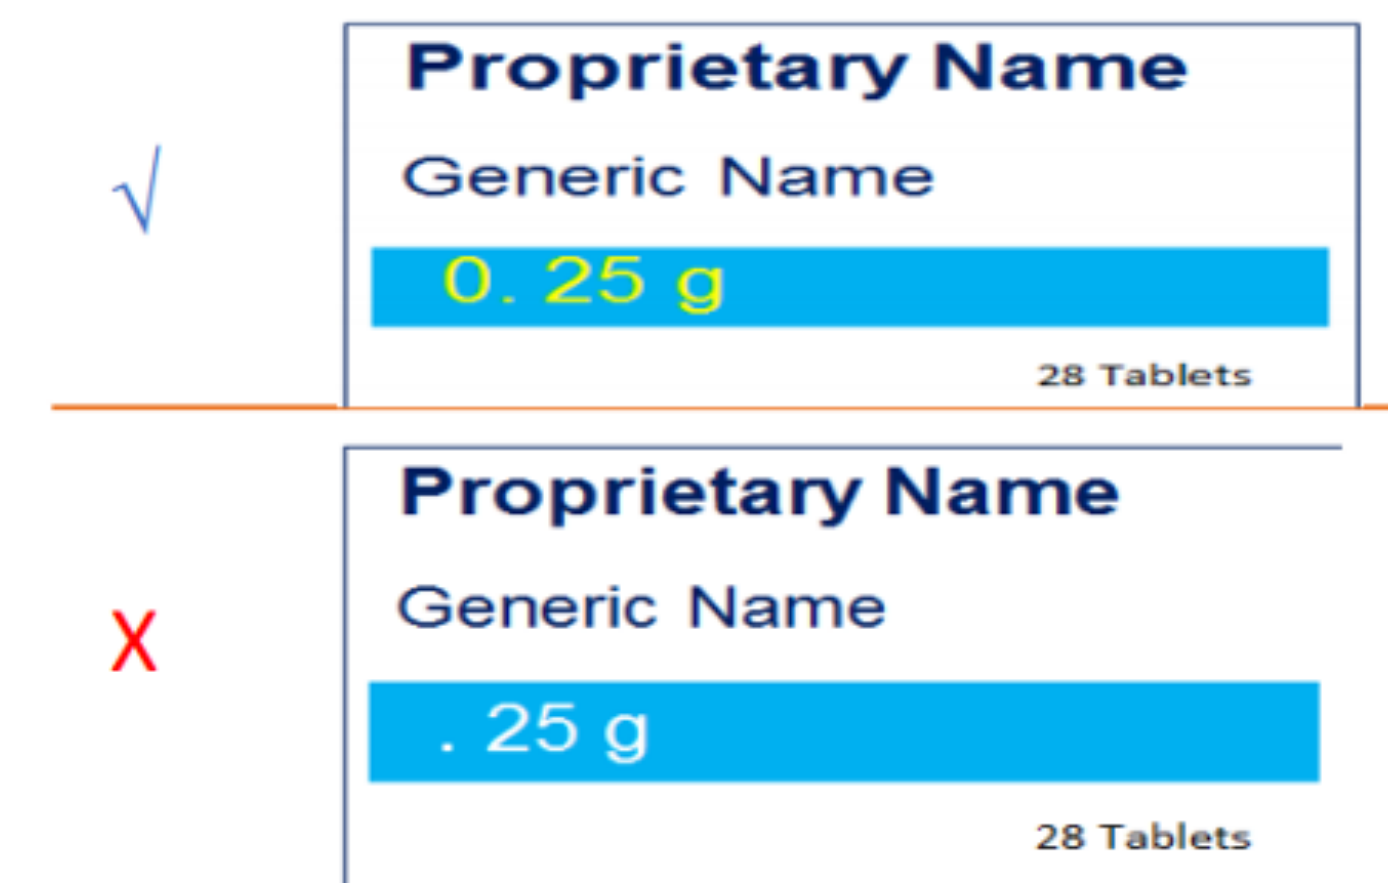 Proprietary Name
Generic Name
√
0. 25 g
28 Tablets
Proprietary Name
Generic Name
X
. 25 g
28 Tablets